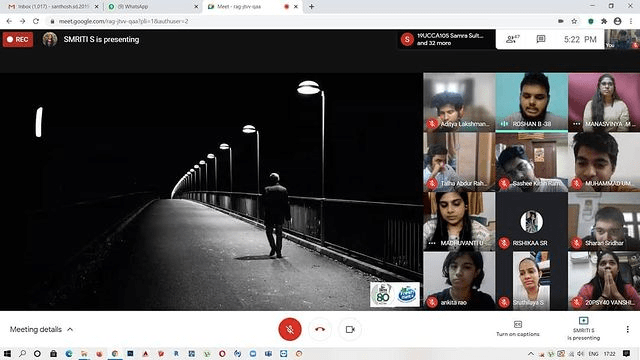 Inbox (1,017) - santhosh.sd.2019
(9) WhatsApp
Meet - rag-jtvv-qaa
meet.google.com/rag-jtvv-qaa?pli=1&authuser=2
REC
SMRITI S is presenting
S
19UCCA105 Samra Sult...
and 32 more
47
5:22 PM
You
Aditya Lakshman...
ROSHAN B -38
MANASVINYA M ...
Talha Abdur Rah...
Sashee Kiran Ram...
MUHAMMAD UM...
MADHUVANTI U ...
RISHIKAA SR
Sharan Sridhar
ankita rao
Sruthilaya S
20PSY40 VANSHI...
80
Meeting details
Turn on captions
SMRITI S
is presenting
ENG
17:22